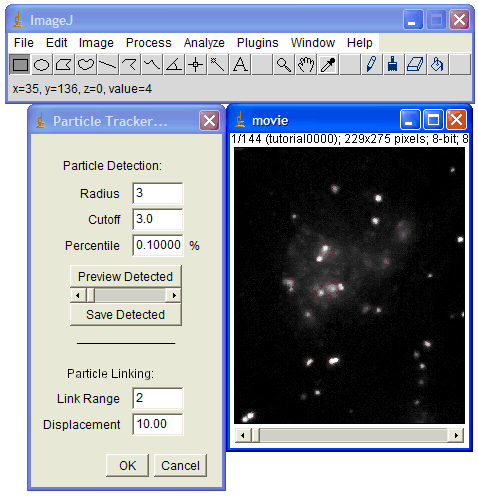 ImageJ
File Edit Image Process Analyze Plugins Window Help
A
x=35, y=136, z=0, value=4
Particle Tracker...
Particle Detection:
Radius 3
Cutoff 3.0
Percentile 0.10000 %
Preview Detected
Save Detected
Particle Linking:
Link Range 2
Displacement 10.00
OK Cancel
movie
1/144 (tutorial0000); 229x275 pixels; 8-bit; 8